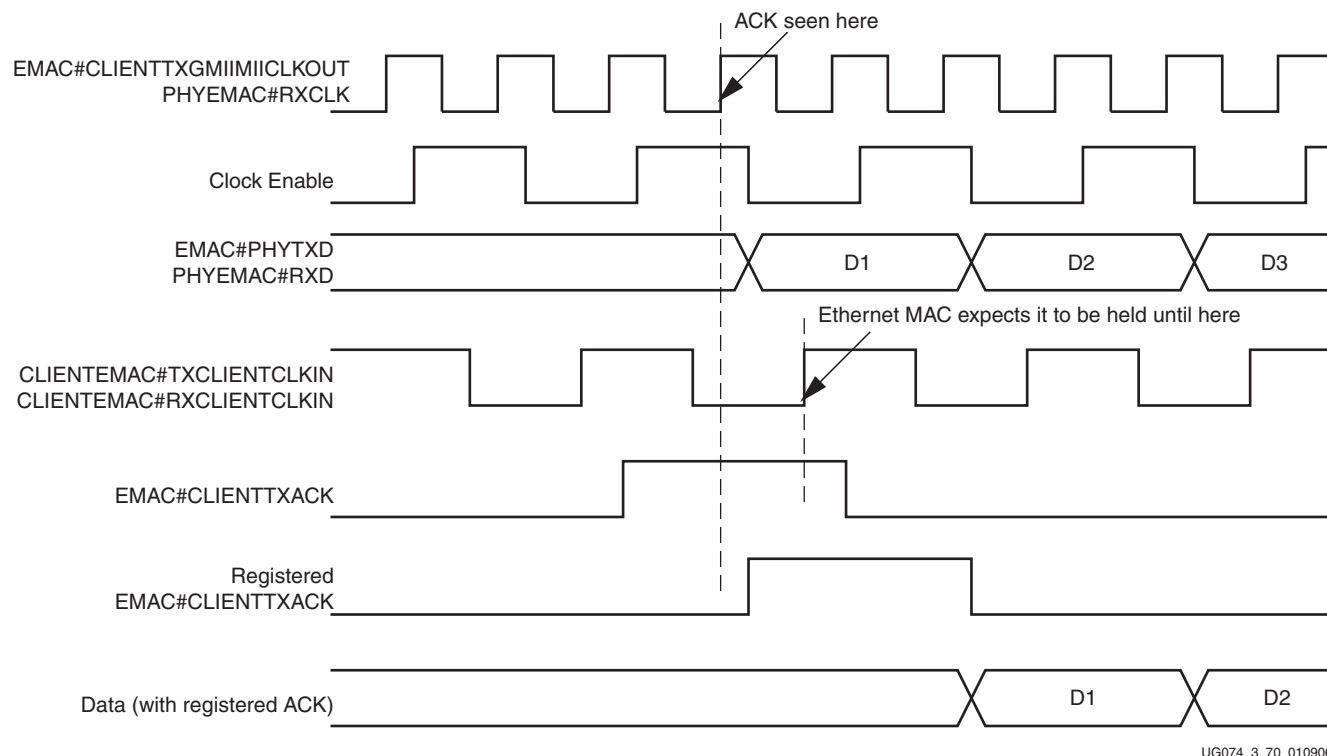 ACK seen here
EMAC#CLIENTTXGMIIMIICLKOUT
PHYEMAC#RXCLK
Clock Enable
EMAC#PHYTXD
PHYEMAC#RXD
D1
D2
D3
Ethernet MAC expects it to be held until here
CLIENTEMAC#TXCLIENTCLKIN
CLIENTEMAC#RXCLIENTCLKIN
EMAC#CLIENTTXACK
Registered
EMAC#CLIENTTXACK
Data (with registered ACK)
D1
D2
UG074_3_70_010906